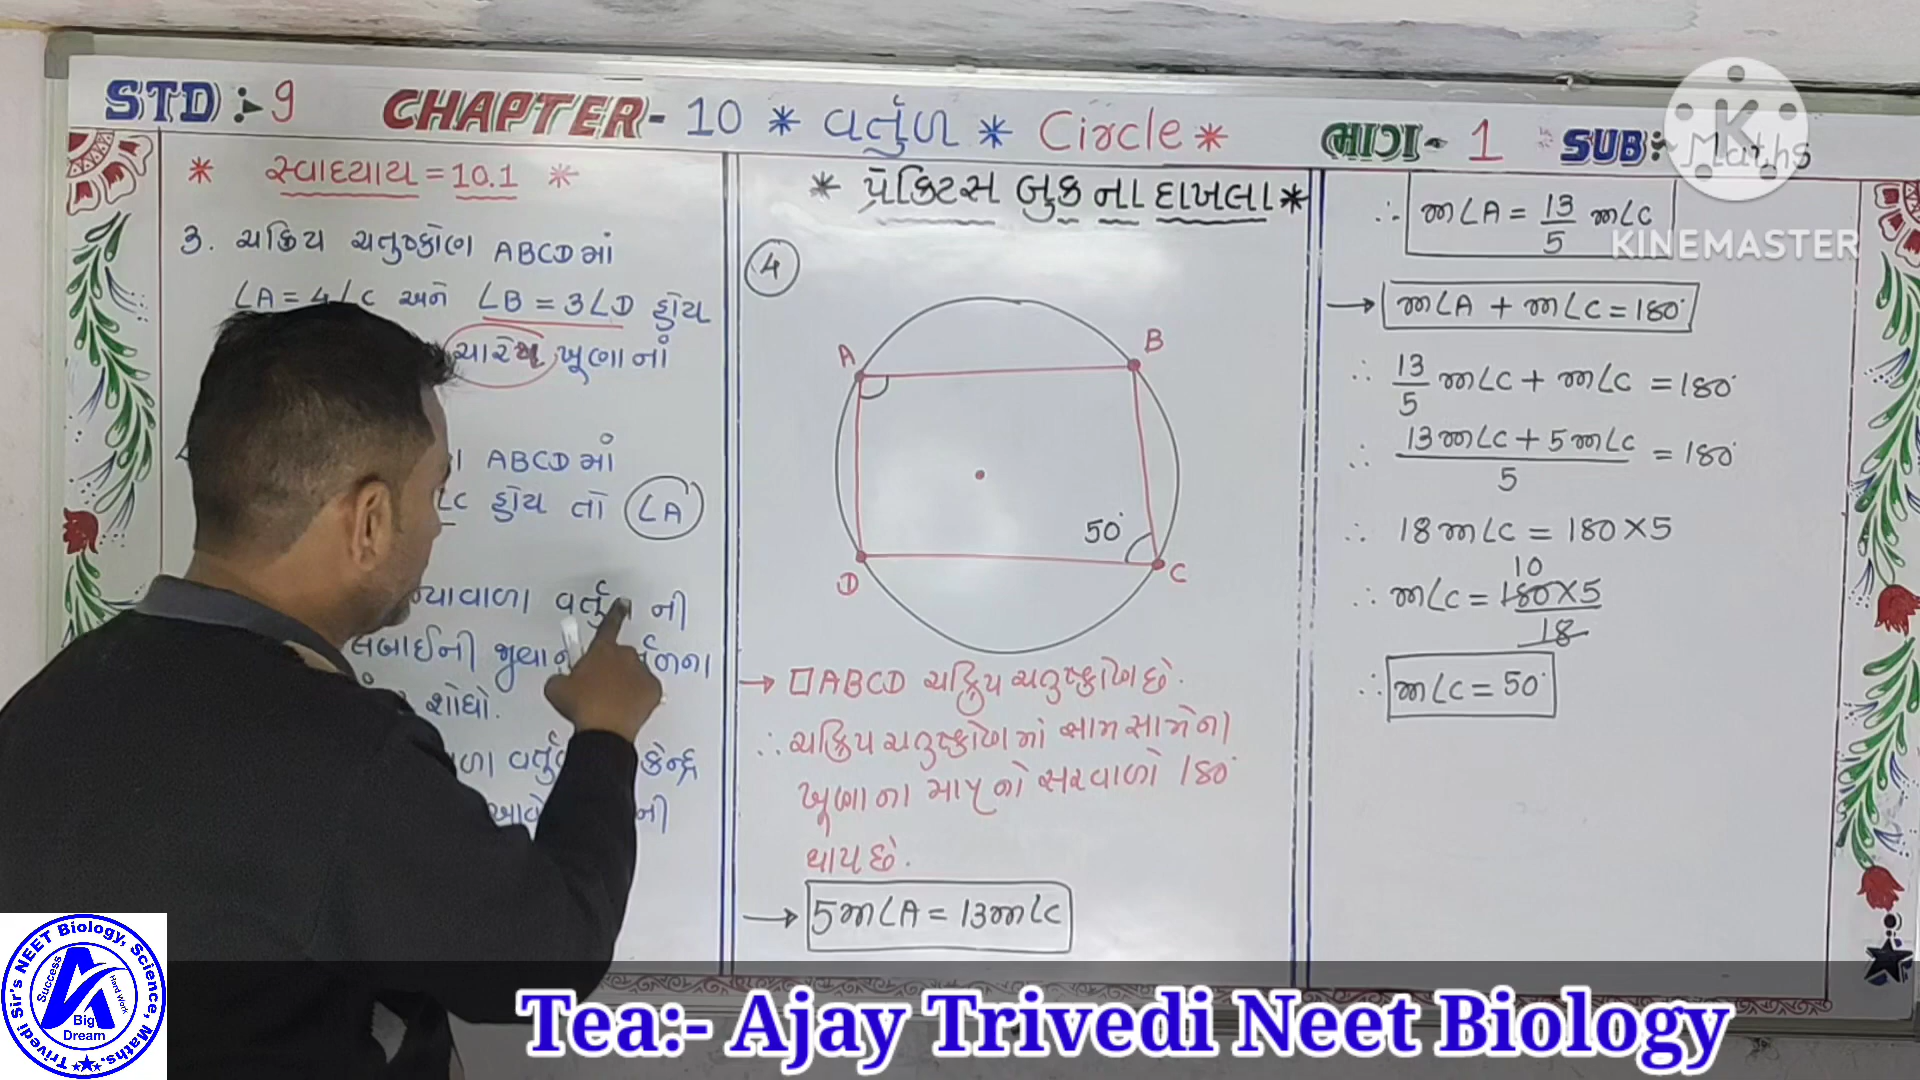 STD : 9 CHAPTER - 10 * વર્તુળ * Circle * ભાગ - 1 SUB :- Maths
K
KINEMASTER
* સ્વાધ્યાય = 10.1 *
3. ચક્રિય ચતુષ્કોણ ABCD માં
∠A = 4∠C અને ∠B = 3∠D હોય
ચારેય ખૂણાનાં
ABCD માં
∠C હોય તો ∠A
વર્તુળ ની
લંબાઈની જીવાનું
શોધો.
કેન્દ્ર
ની
* પ્રેક્ટિસ બુક ના દાખલા *
4
A
B
C
D
50°
→ □ABCD ચક્રિય ચતુષ્કોણ છે.
∴ ચક્રિય ચતુષ્કોણ માં સામ સામેના
ખૂણાના માપનો સરવાળો 180°
થાય છે.
→ 5m∠A = 13m∠C
∴ m∠A = 13/5 m∠C
→ m∠A + m∠C = 180°
∴ 13/5 m∠C + m∠C = 180°
∴ 13m∠C + 5m∠C / 5 = 180°
∴ 18m∠C = 180 × 5
10
∴ m∠C = 180 × 5 / 18
∴ m∠C = 50°
Trivedi Sir's NEET Biology, Science, Maths.
Success
Hard Work
Big
Dream
Tea:- Ajay Trivedi Neet Biology